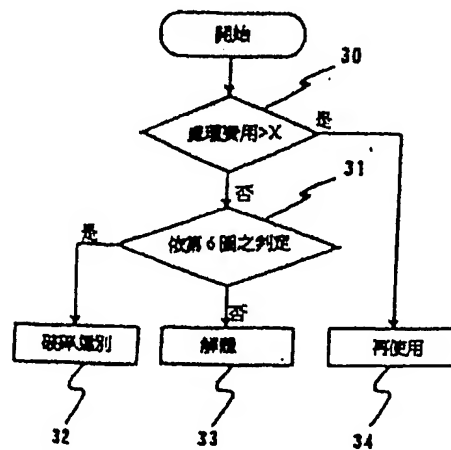 開始
30
處理費用>X
是
否
31
依第6圖之判定
是
否
破碎,選別
解體
再使用
32
33
34